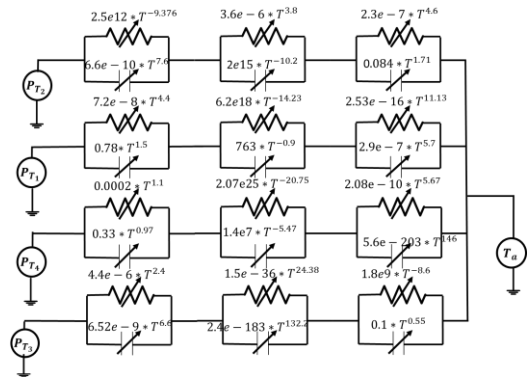 2.5e12 * T^-9.376 3.6e - 6 * T^3.8 2.3e - 7 * T^4.6
6.6e - 10 * T^7.6 2e15 * T^-10.2 0.084 * T^1.71
P_T2
7.2e - 8 * T^4.4 6.2e18 * T^-14.23 2.53e - 16 * T^11.13
0.78 * T^1.5 763 * T^-0.9 2.9e - 7 * T^5.7
P_T1
0.0002 * T^1.1 2.07e25 * T^-20.75 2.08e - 10 * T^5.67
0.33 * T^0.97 1.4e7 * T^-5.47 5.6e - 203 * T^146
P_T4
T_a
4.4e - 6 * T^2.4 1.5e - 36 * T^24.38 1.8e9 * T^-8.6
6.52e - 9 * T^6.6 2.4e - 183 * T^132.2 0.1 * T^0.55
P_T3